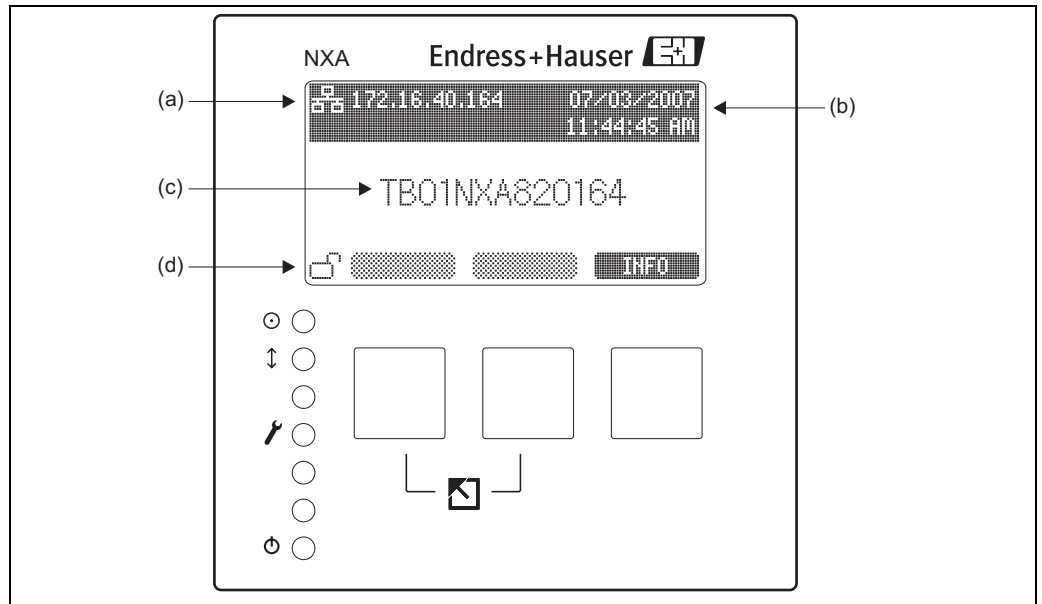 NXA Endress+Hauser
(a) 172.16.40.164 07/03/2007 (b)
11:44:45 AM
(c) TB01NXA820164
(d) INFO